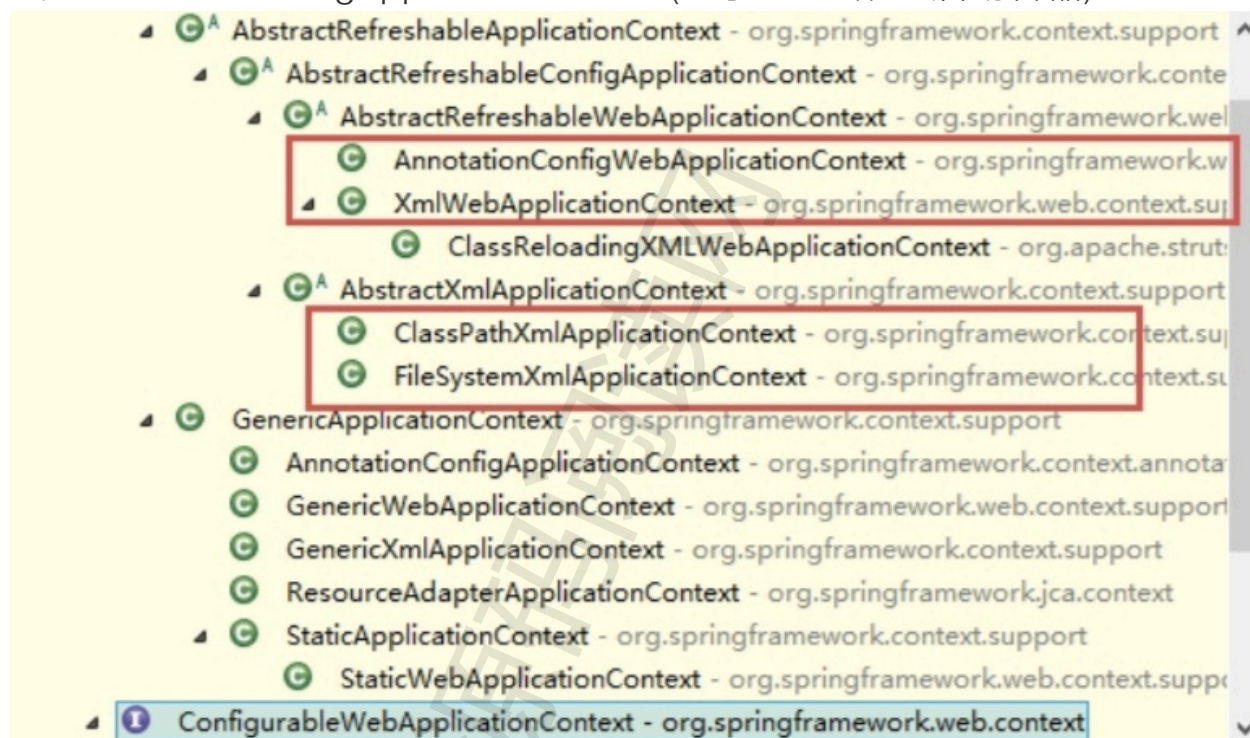 AbstractRefreshableApplicationContext - org.springframework.context.support
AbstractRefreshableConfigApplicationContext - org.springframework.conte
AbstractRefreshableWebApplicationContext - org.springframework.wel
AnnotationConfigWebApplicationContext - org.springframework.w
XmlWebApplicationContext - org.springframework.web.context.su
ClassReloadingXMLWebApplicationContext - org.apache.struts
AbstractXmlApplicationContext - org.springframework.context.support
ClassPathXmlApplicationContext - org.springframework.context.su
FileSystemXmlApplicationContext - org.springframework.context.su
GenericApplicationContext - org.springframework.context.support
AnnotationConfigApplicationContext - org.springframework.context.annota
GenericWebApplicationContext - org.springframework.web.context.support
GenericXmlApplicationContext - org.springframework.context.support
ResourceAdapterApplicationContext - org.springframework.jca.context
StaticApplicationContext - org.springframework.context.support
StaticWebApplicationContext - org.springframework.web.context.suppo
ConfigurableWebApplicationContext - org.springframework.web.context